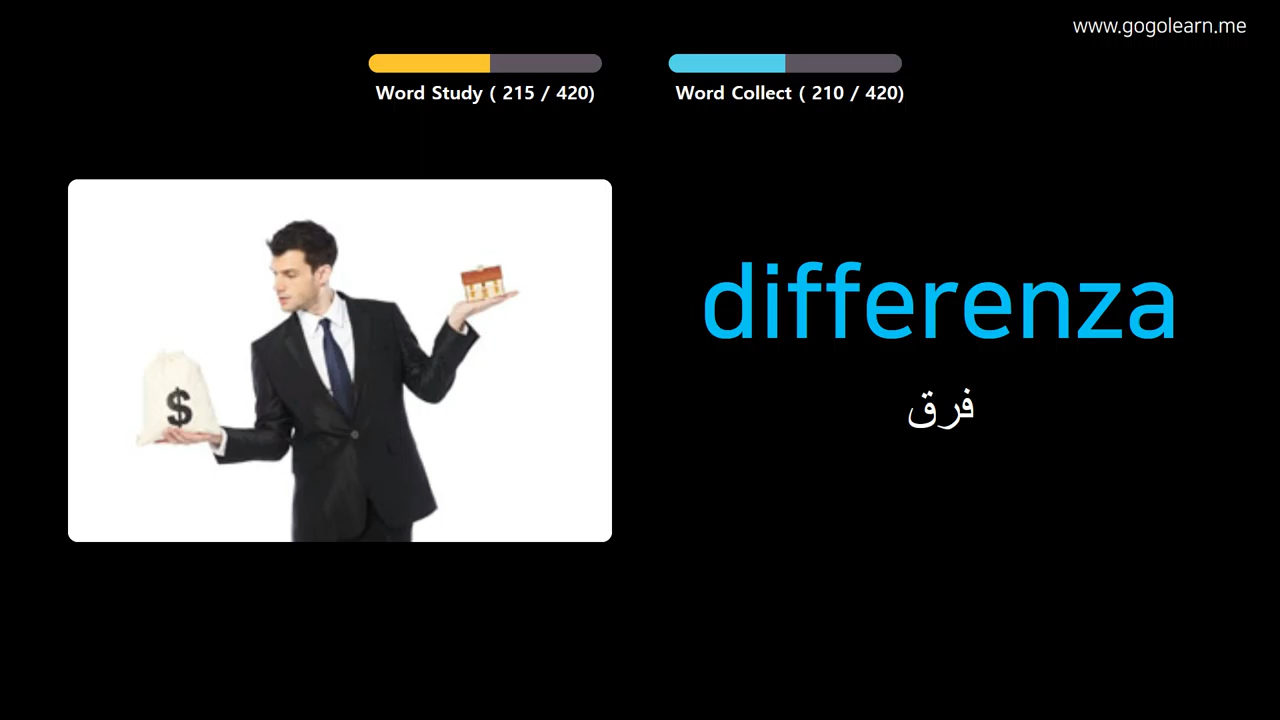 www.gogolearn.me
Word Study ( 215 / 420)
Word Collect ( 210 / 420)
$
differenza
فرق